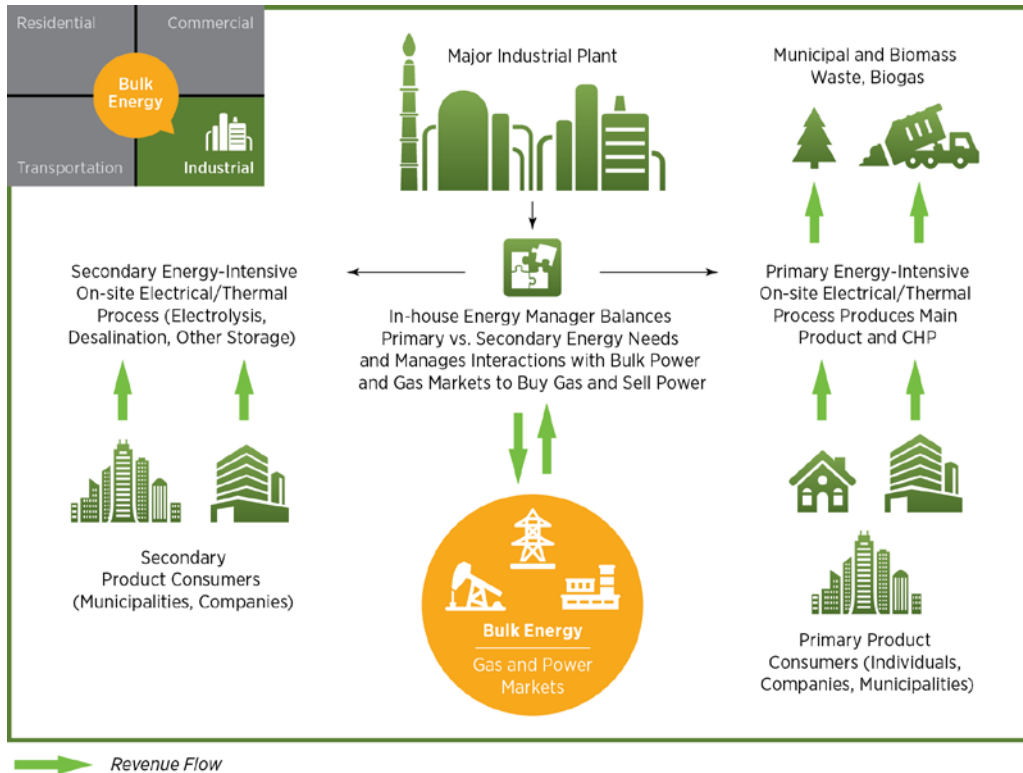 Residential
Commercial
Bulk
Energy
Transportation
Industrial
Major Industrial Plant
Municipal and Biomass
Waste, Biogas
Secondary Energy-Intensive
On-site Electrical/Thermal
Process (Electrolysis,
Desalination, Other Storage)
In-house Energy Manager Balances
Primary vs. Secondary Energy Needs
and Manages Interactions with Bulk Power
and Gas Markets to Buy Gas and Sell Power
Primary Energy-Intensive
On-site Electrical/Thermal
Process Produces Main
Product and CHP
Secondary
Product Consumers
(Municipalities, Companies)
Bulk Energy
Gas and Power
Markets
Primary Product
Consumers (Individuals,
Companies, Municipalities)
Revenue Flow